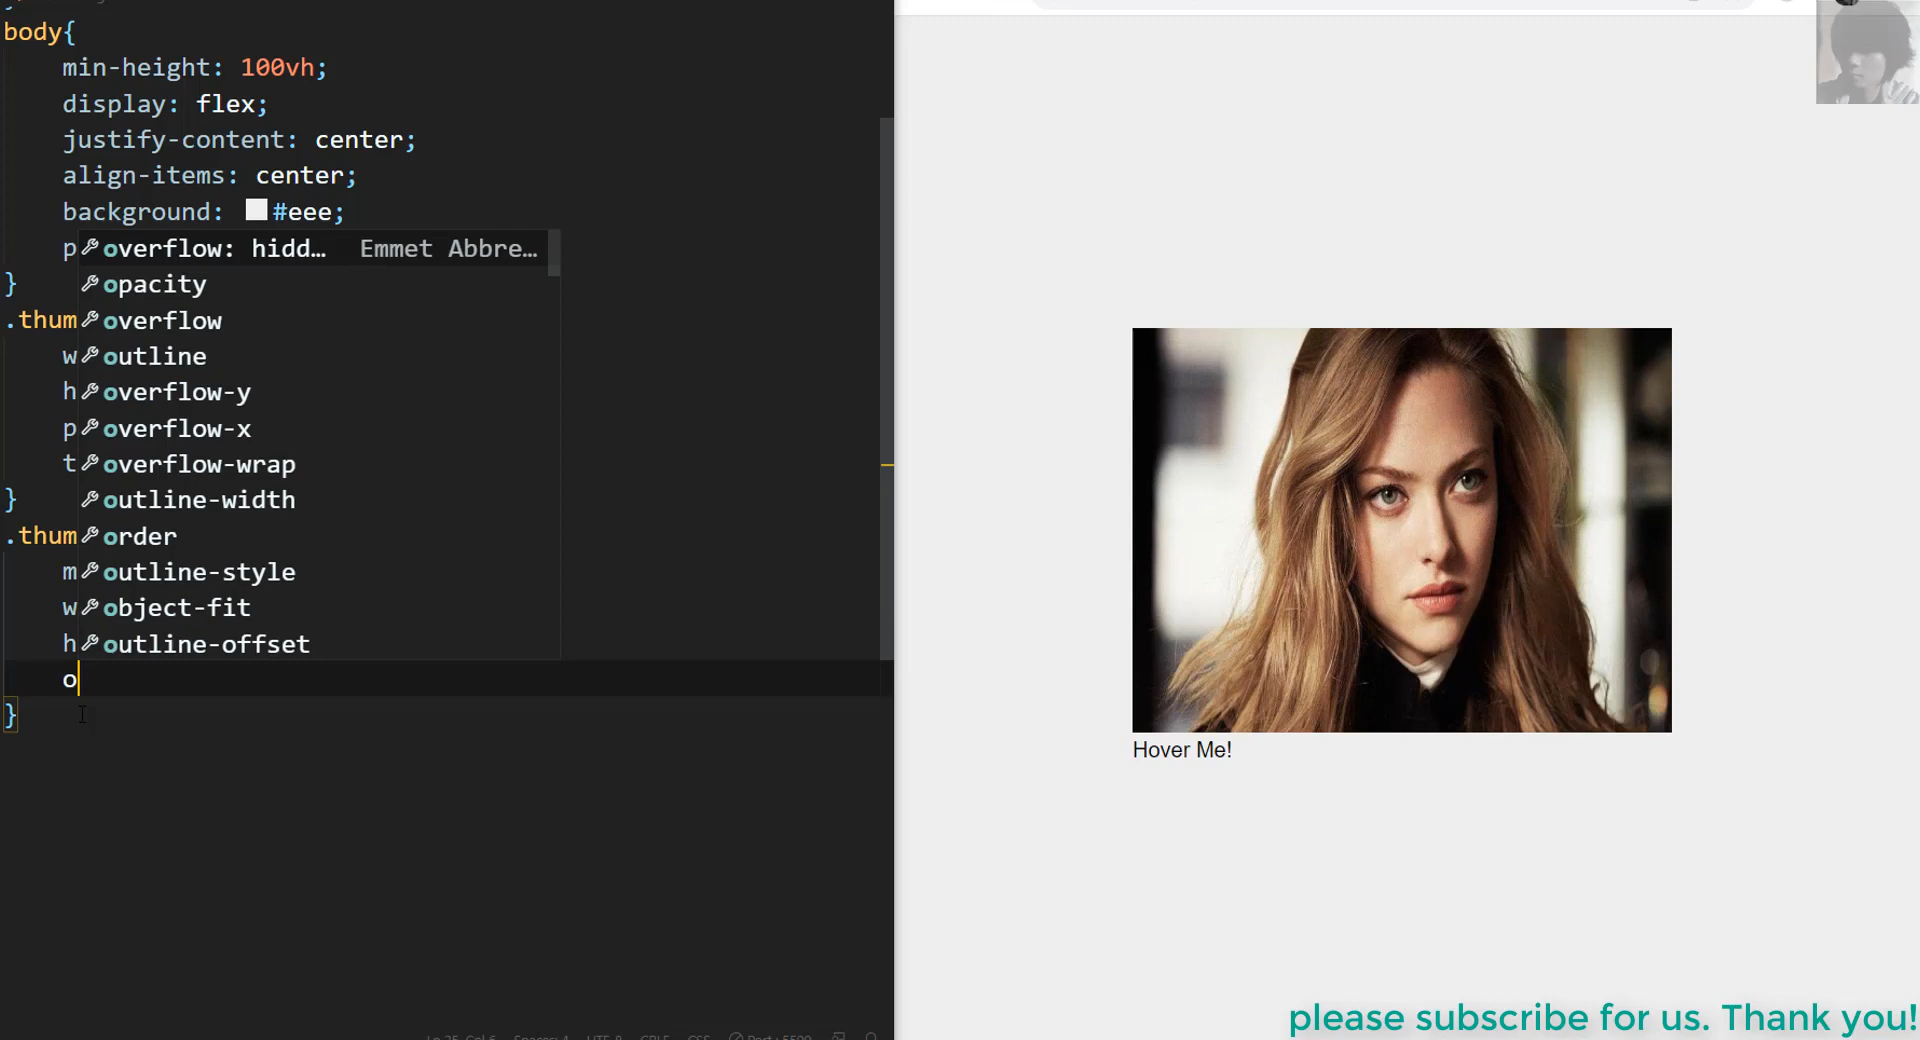 body{
min-height: 100vh;
display: flex;
justify-content: center;
align-items: center;
background: #eee;
p
overflow: hidd… Emmet Abbre…
opacity
}
.thum
overflow
w
outline
h
overflow-y
p
overflow-x
t
overflow-wrap
}
outline-width
.thum
order
m
outline-style
w
object-fit
h
outline-offset
o
}
Hover Me!
please subscribe for us. Thank you!